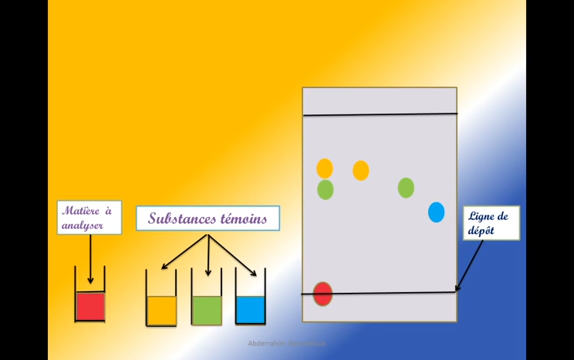 Matière à
analyser
Substances témoins
Ligne de
dépôt